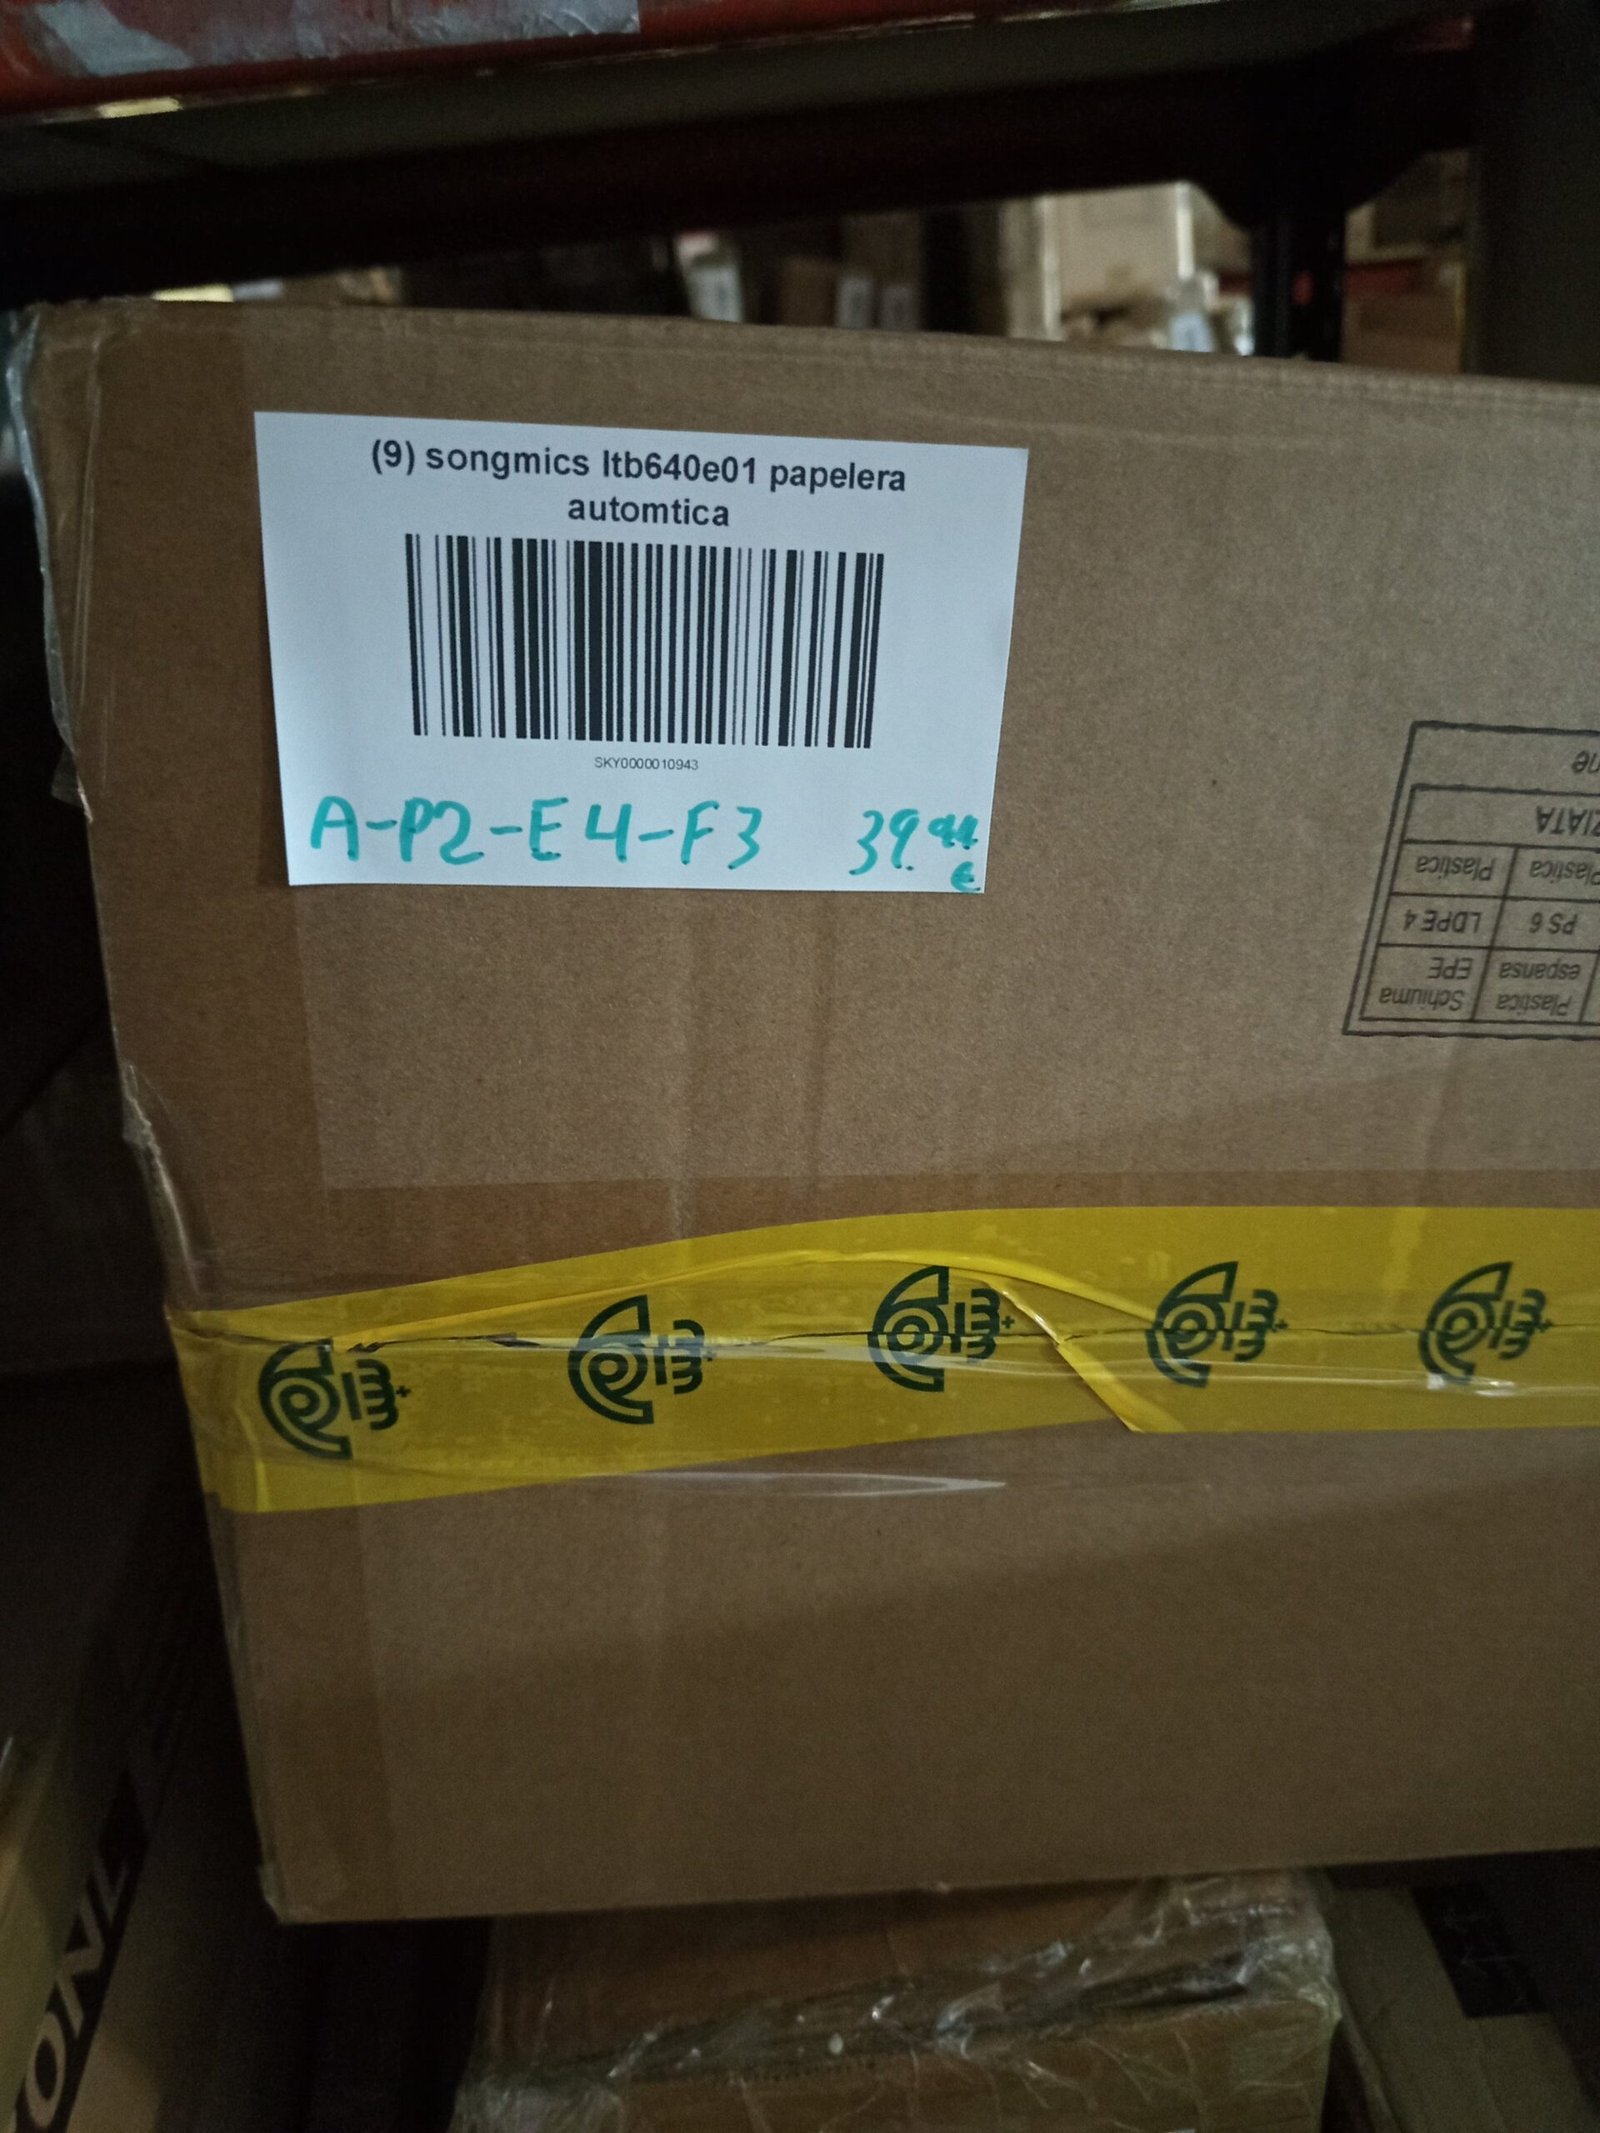 (9) songmics ltb640e01 papelera
automtica
SKY0000010943
A-P2-E4-F3 39.99 €
Schiuma EPE
Plastica espansa
LDPE 4
PS 6
Plastica
Plastica